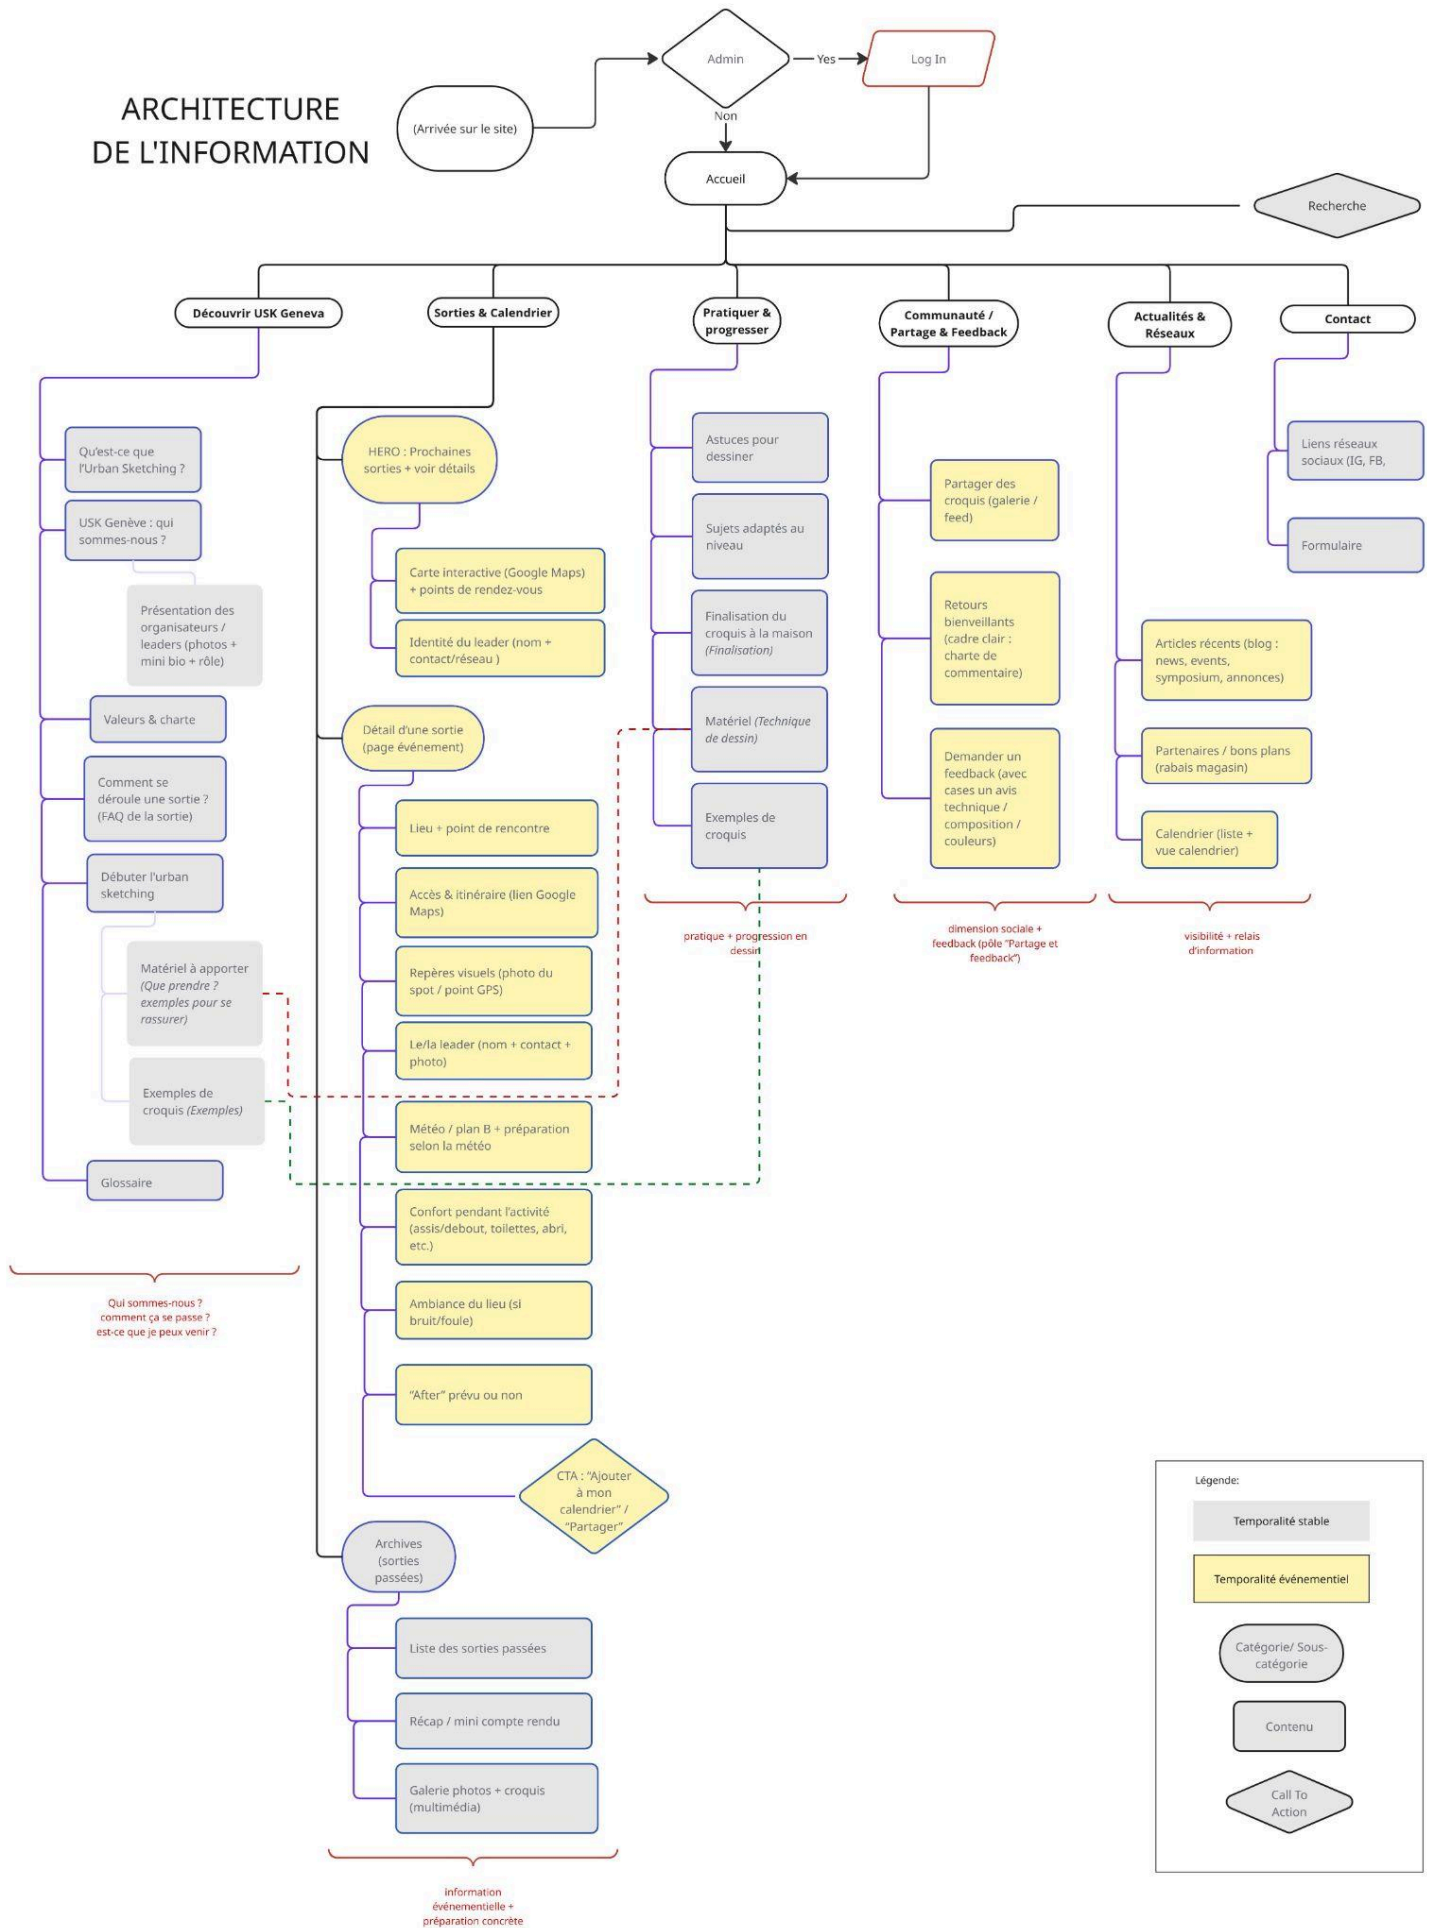 ARCHITECTURE
DE L'INFORMATION
(Arrivée sur le site)
Admin
Yes
Log In
Non
Accueil
Recherche
Découvrir USK Geneva
Qu'est-ce que
l'Urban Sketching ?
USK Genève : qui
sommes-nous ?
Présentation des
organisateurs /
leaders (photos +
mini bio + rôle)
Valeurs & charte
Comment se
déroule une sortie ?
(FAQ de la sortie)
Débuter l'urban
sketching
Matériel à apporter
(Que prendre ?
exemples pour se
rassurer)
Exemples de
croquis (Exemples)
Glossaire
Qui sommes-nous ?
comment ça se passe ?
est-ce que je peux venir ?
Sorties & Calendrier
HERO : Prochaines
sorties + voir détails
Carte interactive (Google Maps)
+ points de rendez-vous
Identité du leader (nom +
contact/réseau )
Détail d'une sortie
(page événement)
Lieu + point de rencontre
Accès & itinéraire (lien Google
Maps)
Repères visuels (photo du
spot / point GPS)
Le/la leader (nom + contact +
photo)
Météo / plan B + préparation
selon la météo
Confort pendant l'activité
(assis/debout, toilettes, abri,
etc.)
Ambiance du lieu (si
bruit/foule)
“After” prévu ou non
CTA : “Ajouter
à mon
calendrier” /
“Partager”
Archives
(sorties
passées)
Liste des sorties passées
Récap / mini compte rendu
Galerie photos + croquis
(multimédia)
information
événementielle +
préparation concrète
Pratiquer &
progresser
Astuces pour
dessiner
Sujets adaptés au
niveau
Finalisation du
croquis à la maison
(Finalisation)
Matériel (Technique
de dessin)
Exemples de
croquis
pratique + progression en
dessin
Communauté /
Partage & Feedback
Partager des
croquis (galerie /
feed)
Retours
bienveillants
(cadre clair :
charte de
commentaire)
Demander un
feedback (avec
cases un avis
technique /
composition /
couleurs)
dimension sociale +
feedback (pôle “Partage et
feedback”)
Actualités &
Réseaux
Articles récents (blog :
news, events,
symposium, annonces)
Partenaires / bons plans
(rabais magasin)
Calendrier (liste +
vue calendrier)
visibilité + relais
d'information
Contact
Liens réseaux
sociaux (IG, FB,
Formulaire
Légende:
Temporalité stable
Temporalité événementiel
Catégorie/ Sous-
catégorie
Contenu
Call To
Action